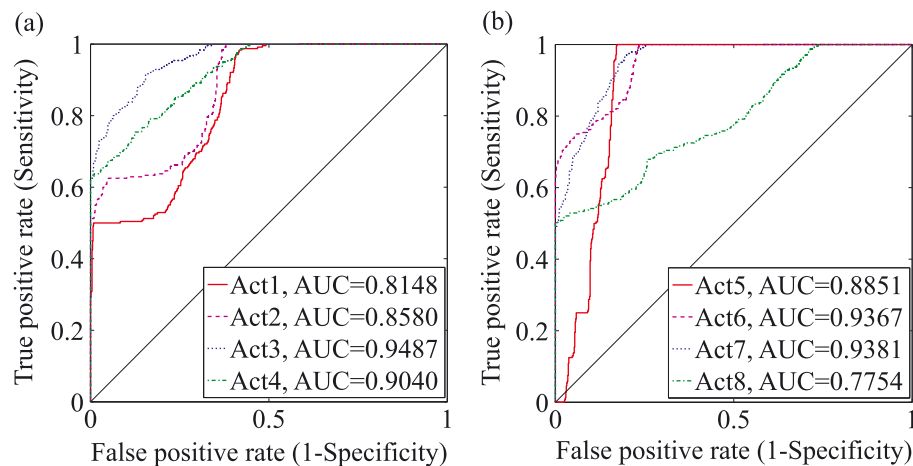 (a)
True positive rate (Sensitivity)
1
0.8
0.6
0.4
0.2
0
0
0.5
1
False positive rate (1-Specificity)
Act1, AUC=0.8148
Act2, AUC=0.8580
Act3, AUC=0.9487
Act4, AUC=0.9040
(b)
True positive rate (Sensitivity)
1
0.8
0.6
0.4
0.2
0
0
0.5
1
False positive rate (1-Specificity)
Act5, AUC=0.8851
Act6, AUC=0.9367
Act7, AUC=0.9381
Act8, AUC=0.7754